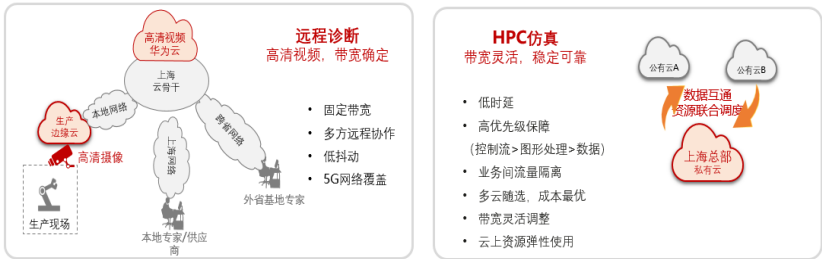 高清视频
华为云
上海
云骨干
本地网络
生产
边缘云
高清摄像
生产现场
上海网络
本地专家/供应
商
跨省网络
外省基地专家
远程诊断
高清视频，带宽确定
• 固定带宽
• 多方远程协作
• 低抖动
• 5G网络覆盖
HPC仿真
带宽灵活，稳定可靠
• 低时延
• 高优先级保障
（控制流>图形处理>数据）
• 业务间流量隔离
• 多云随选，成本最优
• 带宽灵活调整
• 云上资源弹性使用
公有云A
公有云B
数据互通
资源联合调度
上海总部
私有云